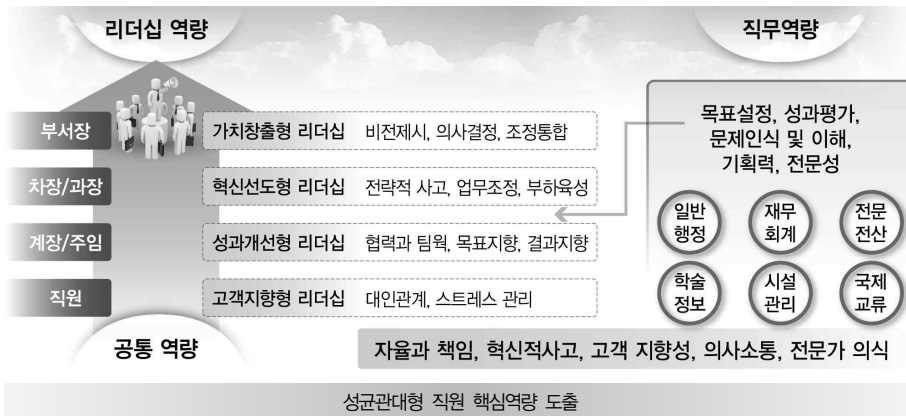 리더십 역량
직무역량
부서장
가치창출형 리더십
비전제시, 의사결정, 조정통합
차장/과장
혁신선도형 리더십
전략적 사고, 업무조정, 부하육성
계장/주임
성과개선형 리더십
협력과 팀웍, 목표지향, 결과지향
직원
고객지향형 리더십
대인관계, 스트레스 관리
목표설정, 성과평가,
문제인식 및 이해,
기획력, 전문성
일반
행정
재무
회계
전문
전산
학술
정보
시설
관리
국제
교류
공통 역량
자율과 책임, 혁신적사고, 고객 지향성, 의사소통, 전문가 의식
성균관대형 직원 핵심역량 도출